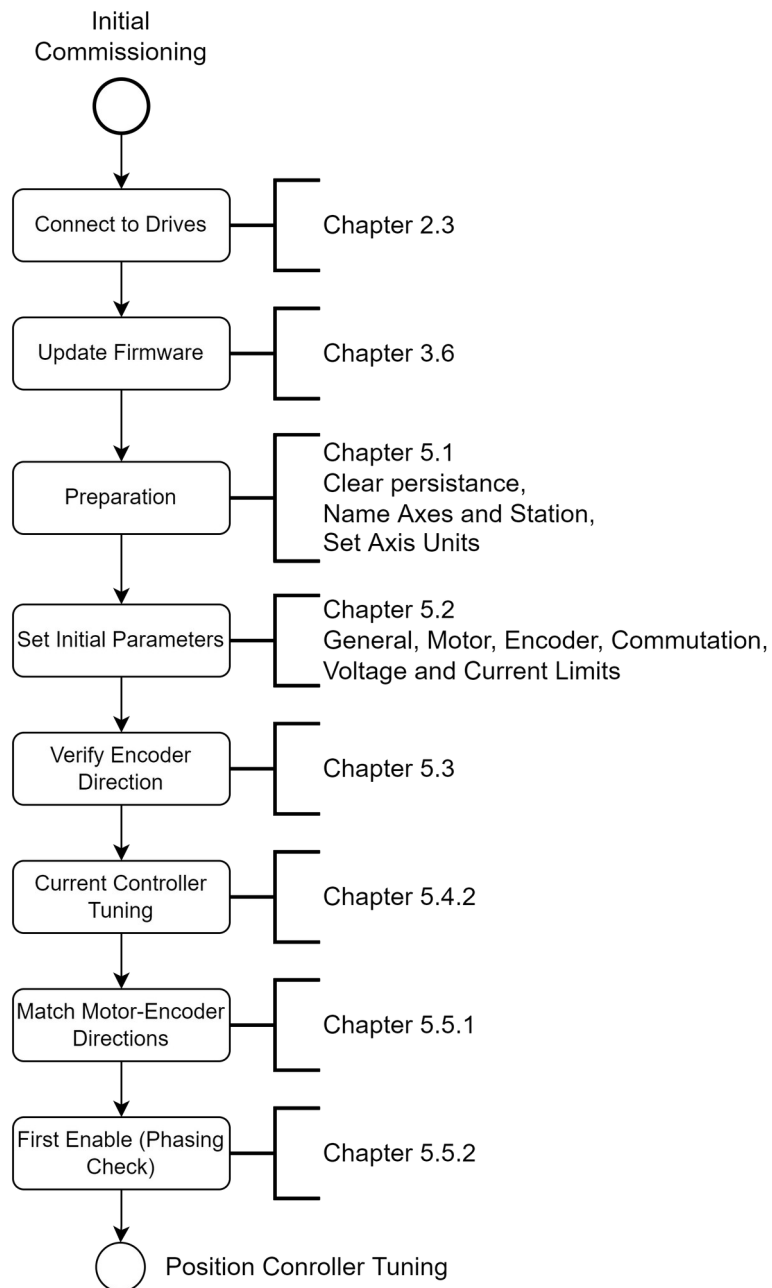 Initial
Commissioning
Connect to Drives
Chapter 2.3
Update Firmware
Chapter 3.6
Preparation
Chapter 5.1
Clear persistance,
Name Axes and Station,
Set Axis Units
Set Initial Parameters
Chapter 5.2
General, Motor, Encoder, Commutation,
Voltage and Current Limits
Verify Encoder
Direction
Chapter 5.3
Current Controller
Tuning
Chapter 5.4.2
Match Motor-Encoder
Directions
Chapter 5.5.1
First Enable (Phasing
Check)
Chapter 5.5.2
Position Conroller Tuning